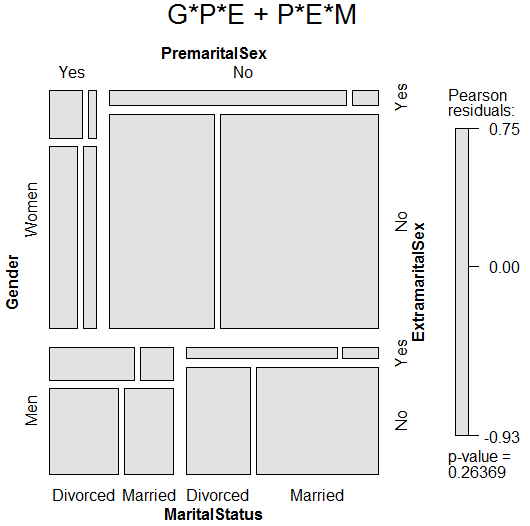 G*P*E + P*E*M
PremaritalSex
Yes No
Yes
No
Yes
No
ExtramaritalSex
Women
Men
Gender
Divorced Married Divorced Married
MaritalStatus
Pearson
residuals:
0.75
0.00
-0.93
p-value =
0.26369